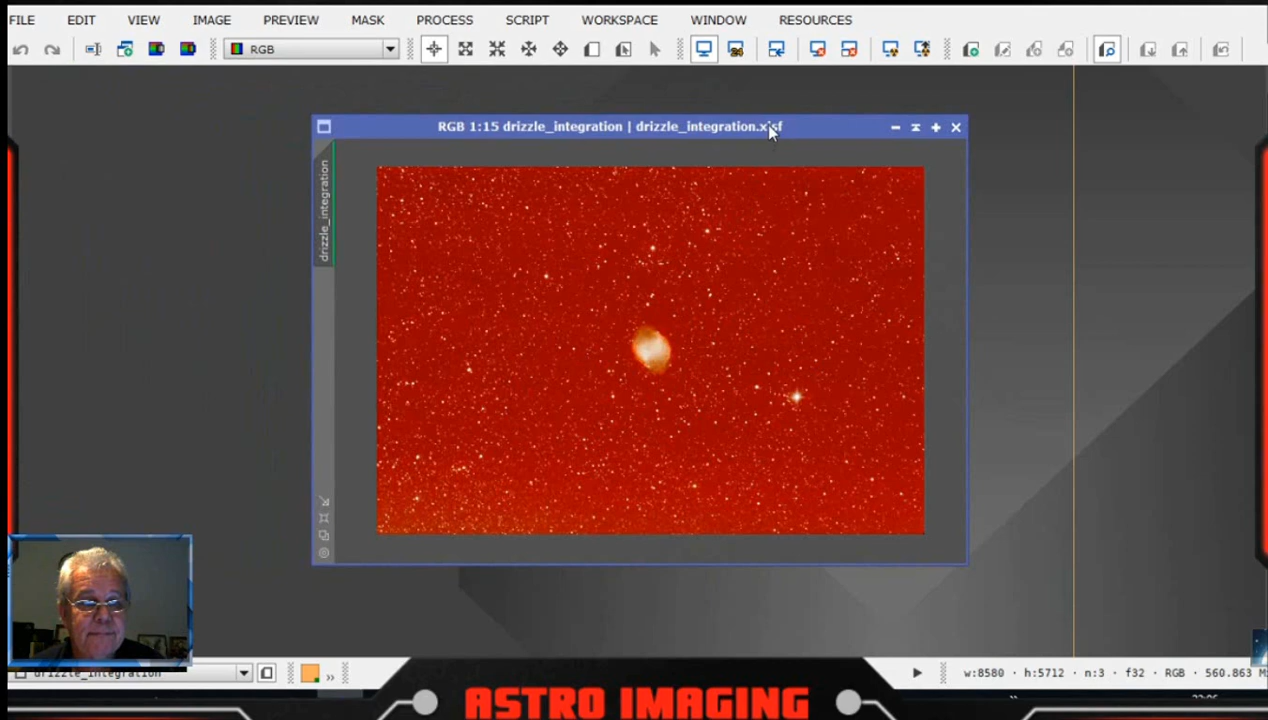 FILE EDIT VIEW IMAGE PREVIEW MASK PROCESS SCRIPT WORKSPACE WINDOW RESOURCES
RGB
RGB 1:15 drizzle_integration | drizzle_integration.xisf
drizzle_integration
drizzle_integration
w:8580 · h:5712 · n:3 · f32 · RGB · 560.863
ASTRO IMAGING